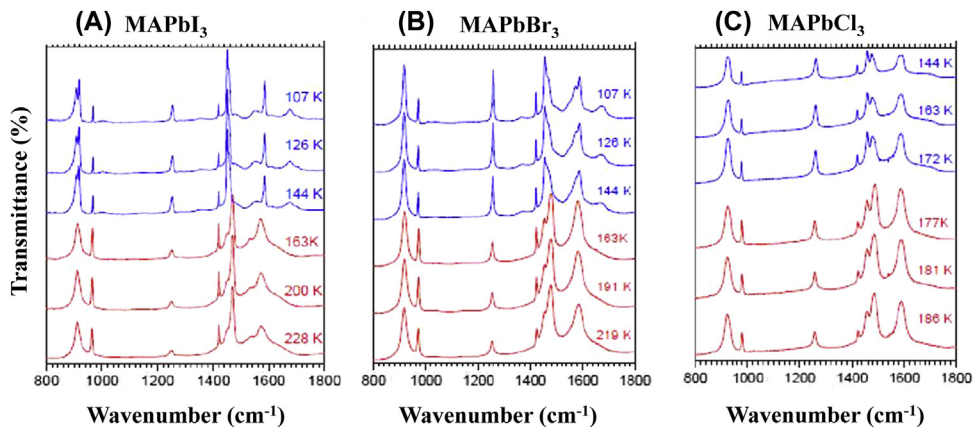 (A) MAPbI3
(B) MAPbBr3
(C) MAPbCl3
Transmittance (%)
107 K
126 K
144 K
163K
200 K
228 K
800 1000 1200 1400 1600 1800
Wavenumber (cm-1)
107 K
126 K
144 K
163 K
191 K
219 K
800 1000 1200 1400 1600 1800
Wavenumber (cm-1)
144 K
163 K
172 K
177K
181 K
186 K
800 1000 1200 1400 1600 1800
Wavenumber (cm-1)